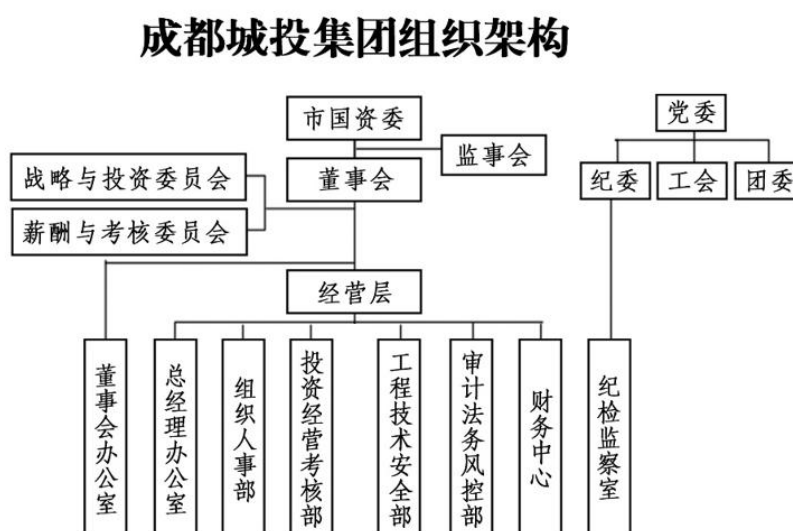 成都城投集团组织架构
市国资委
党委
监事会
战略与投资委员会
董事会
纪委
工会
团委
薪酬与考核委员会
经营层
董事会办公室
总经理办公室
组织人事部
投资经营考核部
工程技术安全部
审计法务风控部
财务中心
纪检监察室